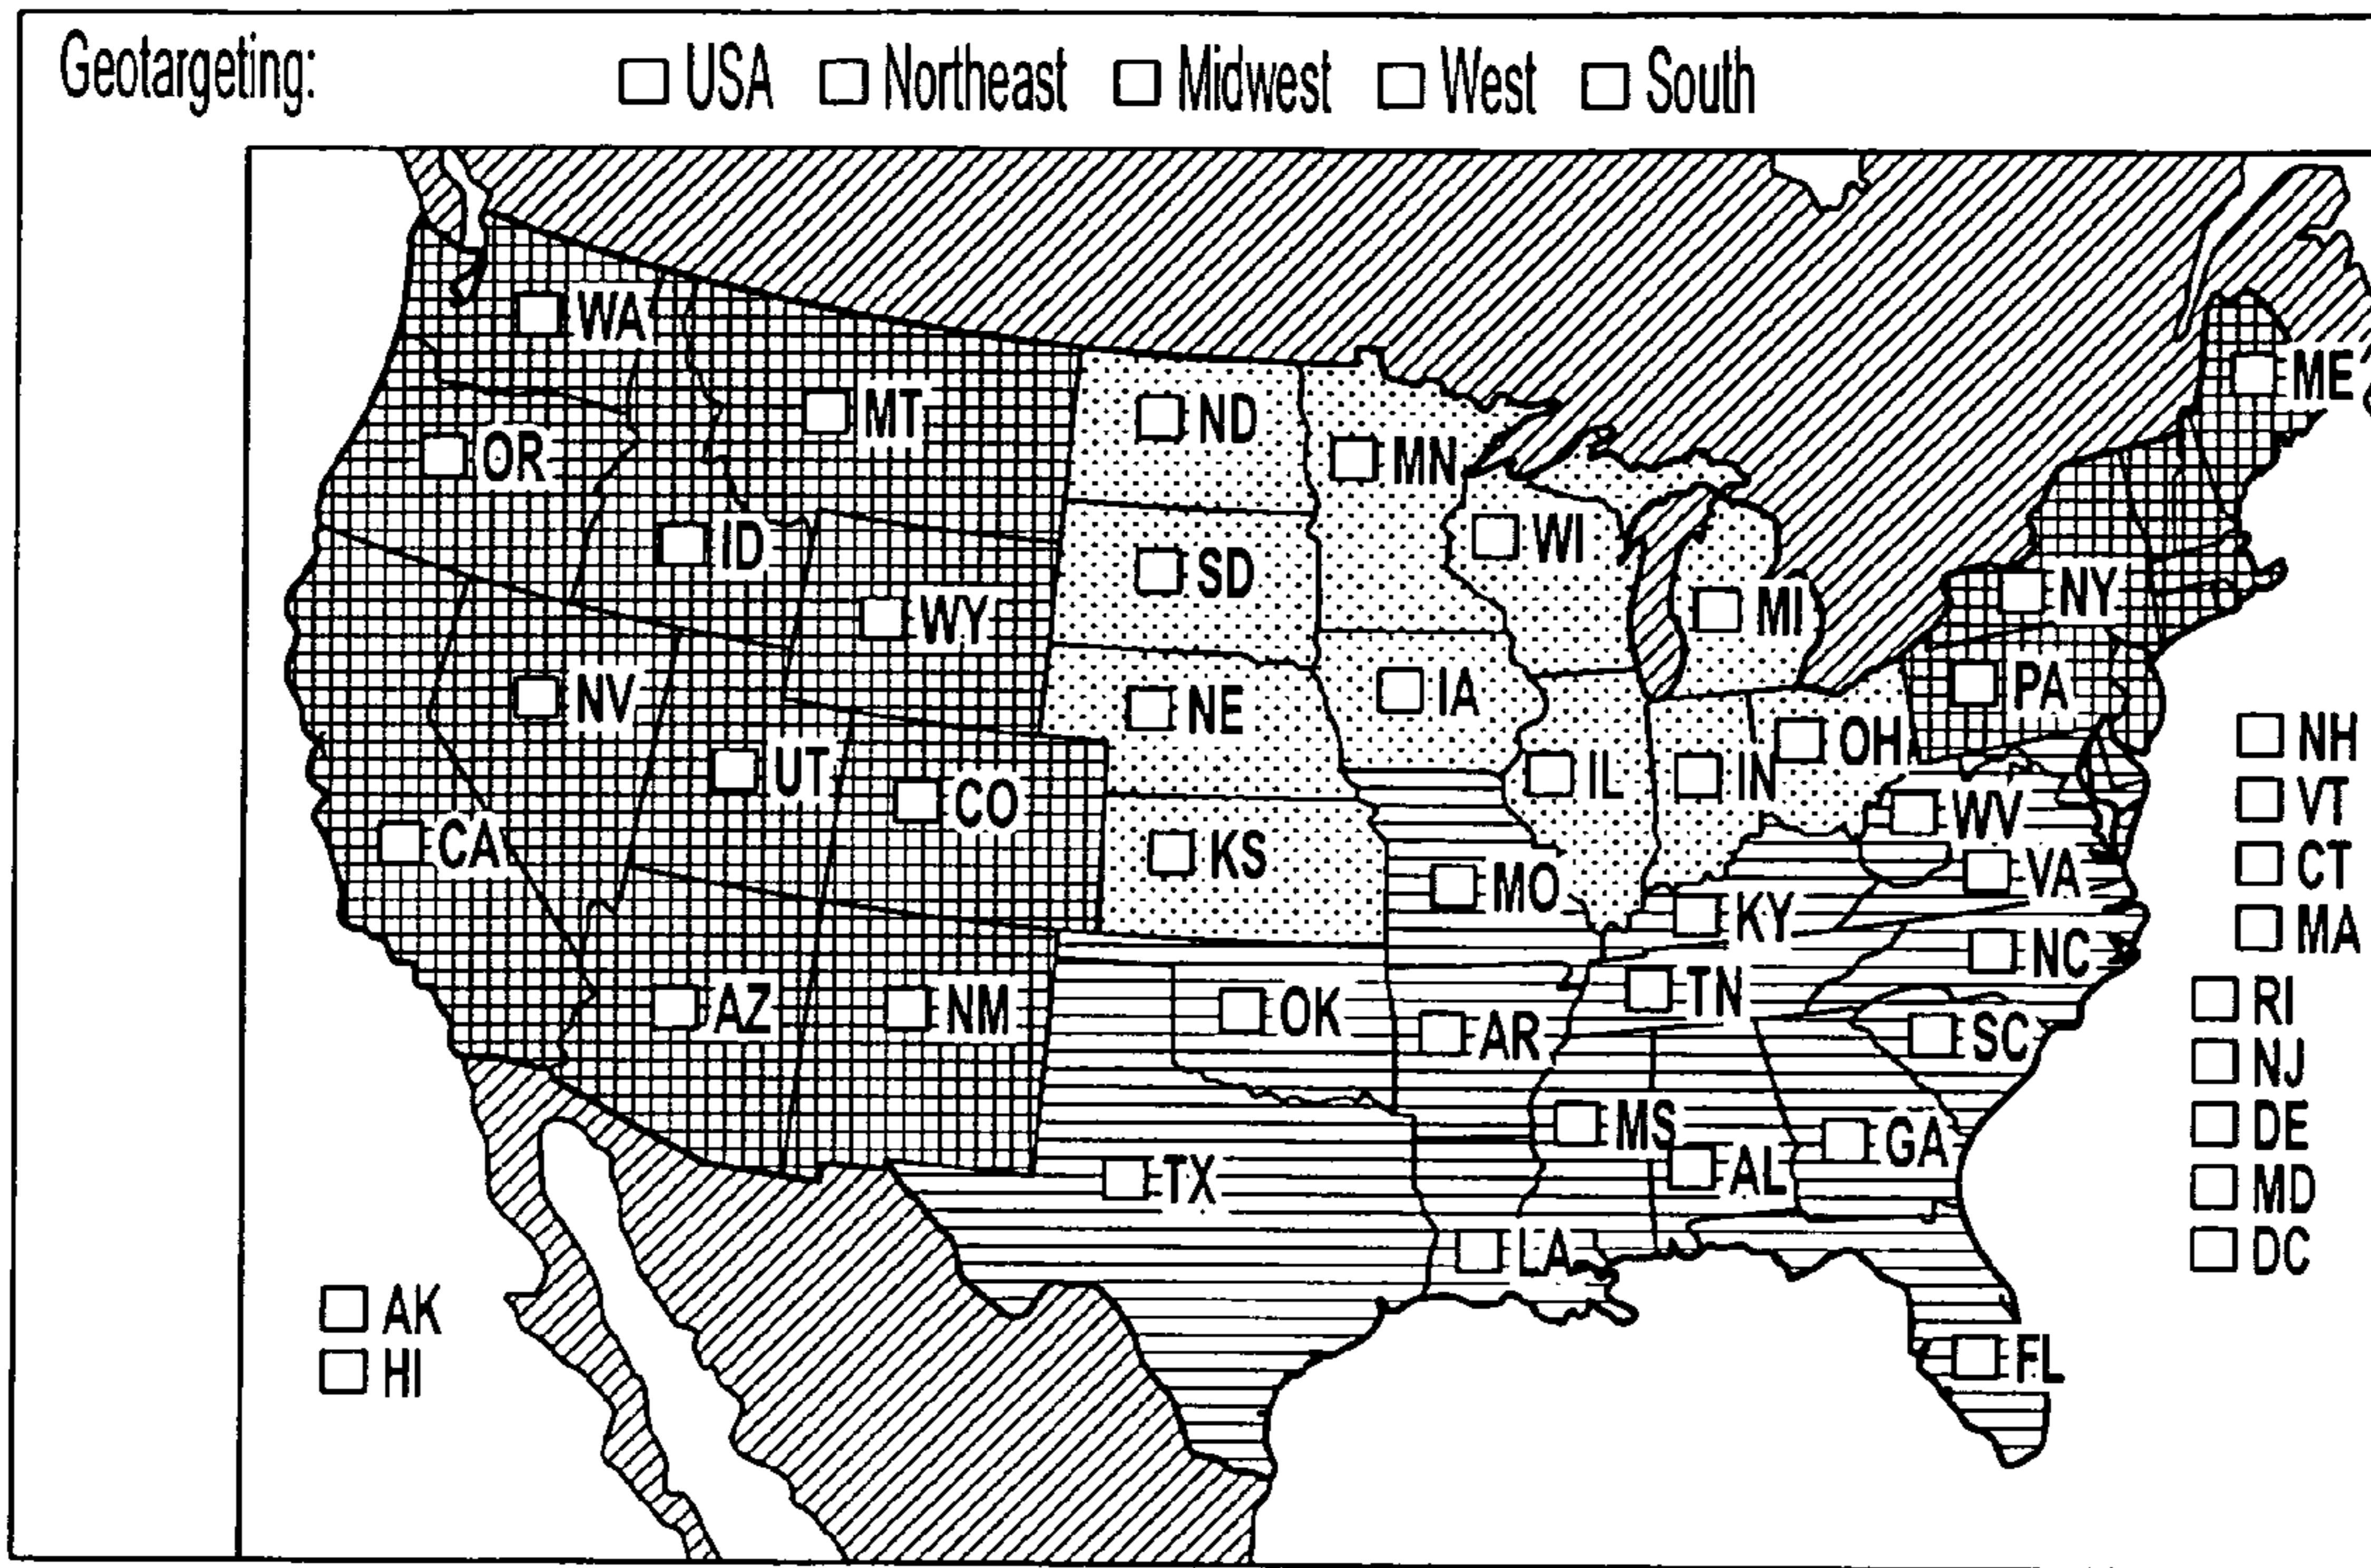 Geotargeting: USA Northeast Midwest West South
WA
ME
MT
ND
OR
MN
WI
ID
SD
NY
MI
WY
PA
IA
NV
NE
NH
OH
UT
IL
IN
CO
VT
WV
CA
KS
CT
VA
MO
KY
MA
NC
TN
RI
AZ
NM
OK
AR
SC
NJ
MS
DE
GA
AL
TX
MD
LA
DC
AK
FL
HI